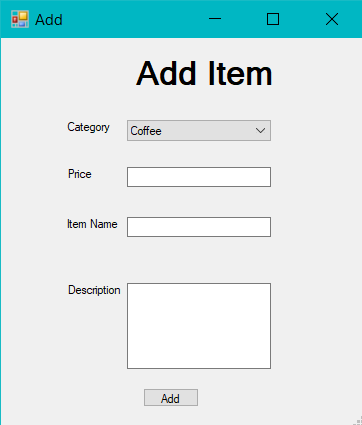 Add
Add Item
Category
Coffee
Price
Item Name
Description
Add